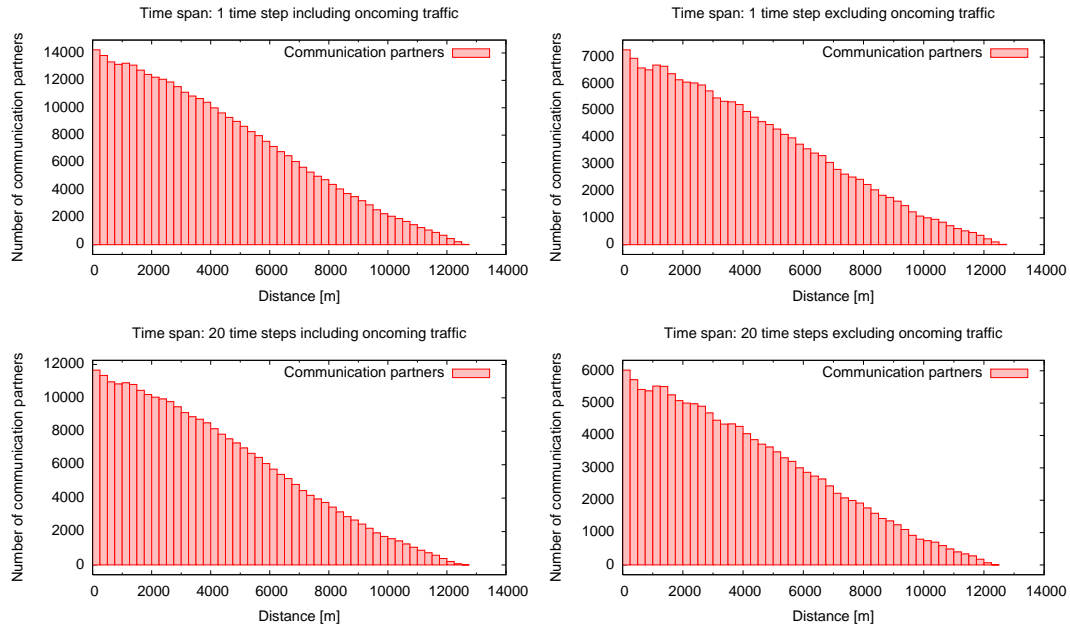 Time span: 1 time step including oncoming traffic
Number of communication partners
14000
12000
10000
8000
6000
4000
2000
0
Communication partners
0 2000 4000 6000 8000 10000 12000 14000
Distance [m]
Time span: 1 time step excluding oncoming traffic
Number of communication partners
7000
6000
5000
4000
3000
2000
1000
0
Communication partners
0 2000 4000 6000 8000 10000 12000 14000
Distance [m]
Time span: 20 time steps including oncoming traffic
Number of communication partners
12000
10000
8000
6000
4000
2000
0
Communication partners
0 2000 4000 6000 8000 10000 12000 14000
Distance [m]
Time span: 20 time steps excluding oncoming traffic
Number of communication partners
6000
5000
4000
3000
2000
1000
0
Communication partners
0 2000 4000 6000 8000 10000 12000 14000
Distance [m]